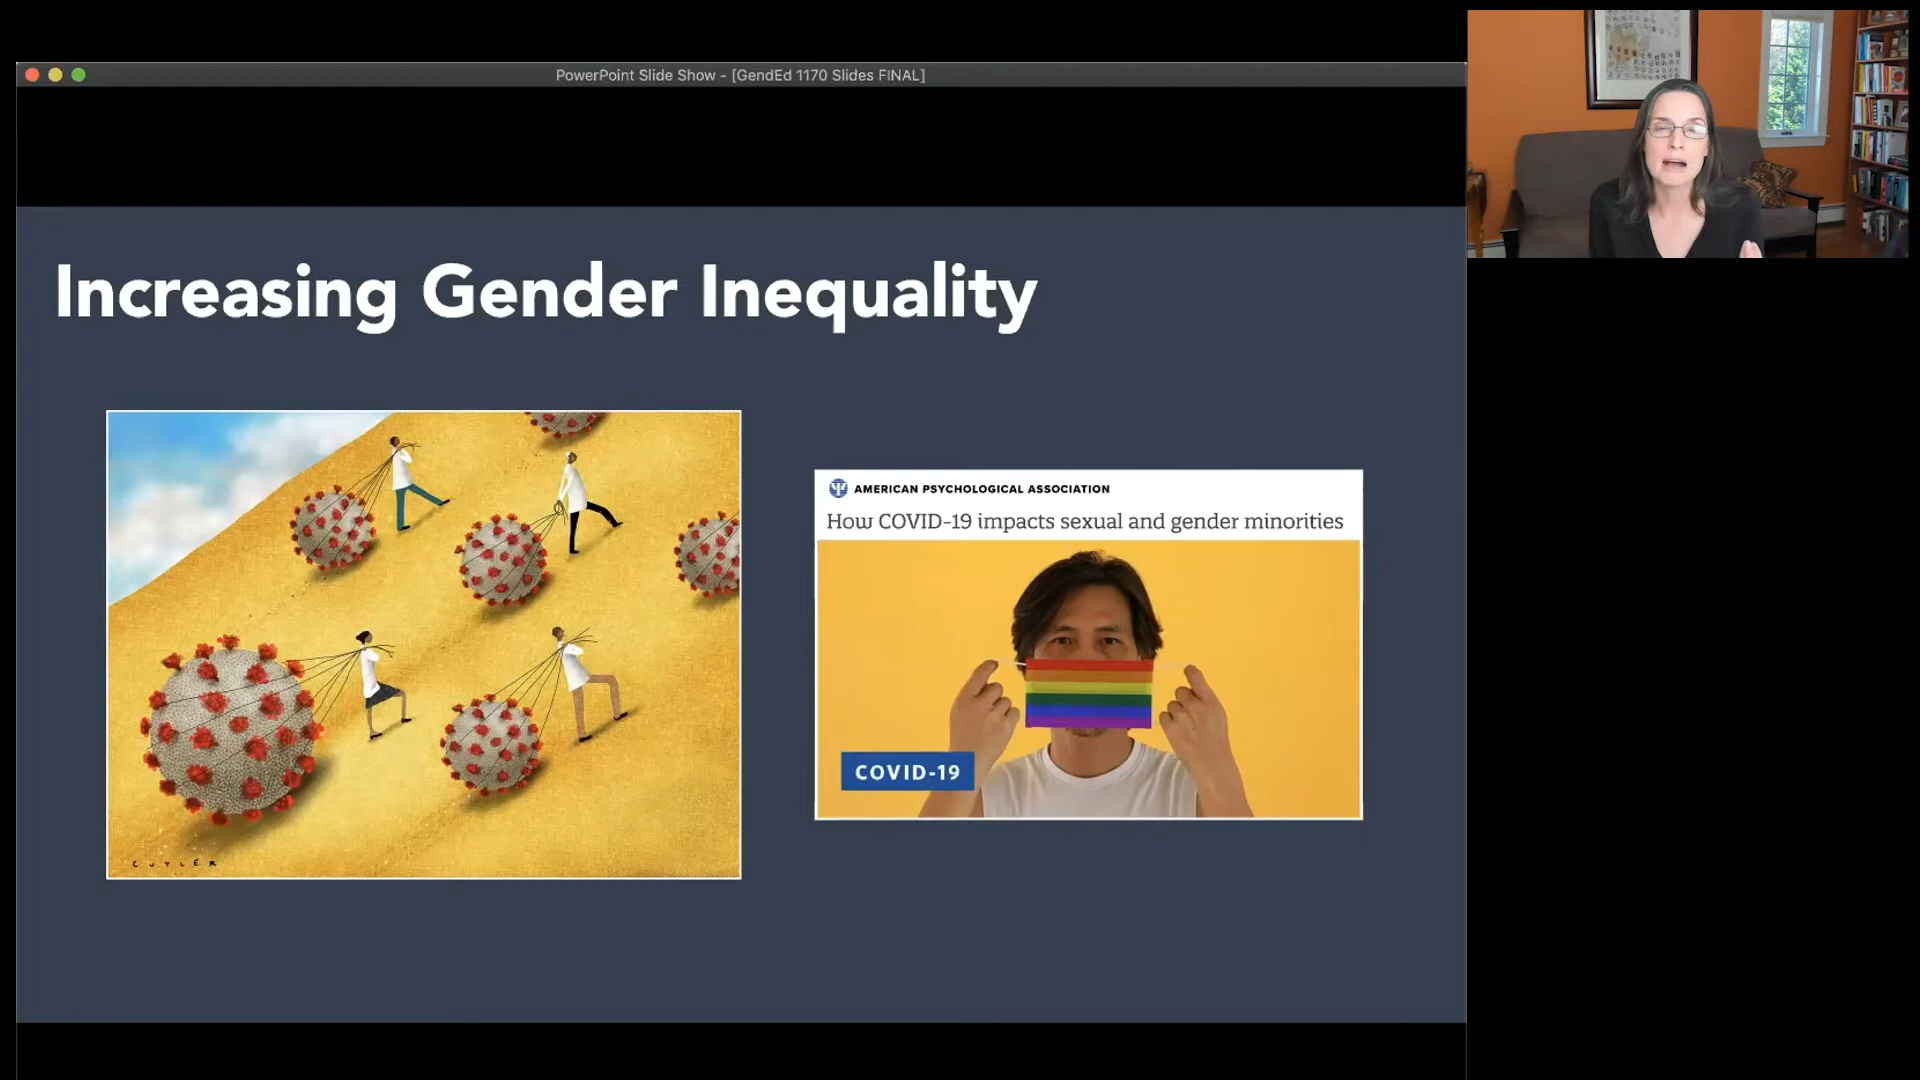 PowerPoint Slide Show - [GendEd 1170 Slides FINAL]
Increasing Gender Inequality
AMERICAN PSYCHOLOGICAL ASSOCIATION
How COVID-19 impacts sexual and gender minorities
COVID-19
CUTLER